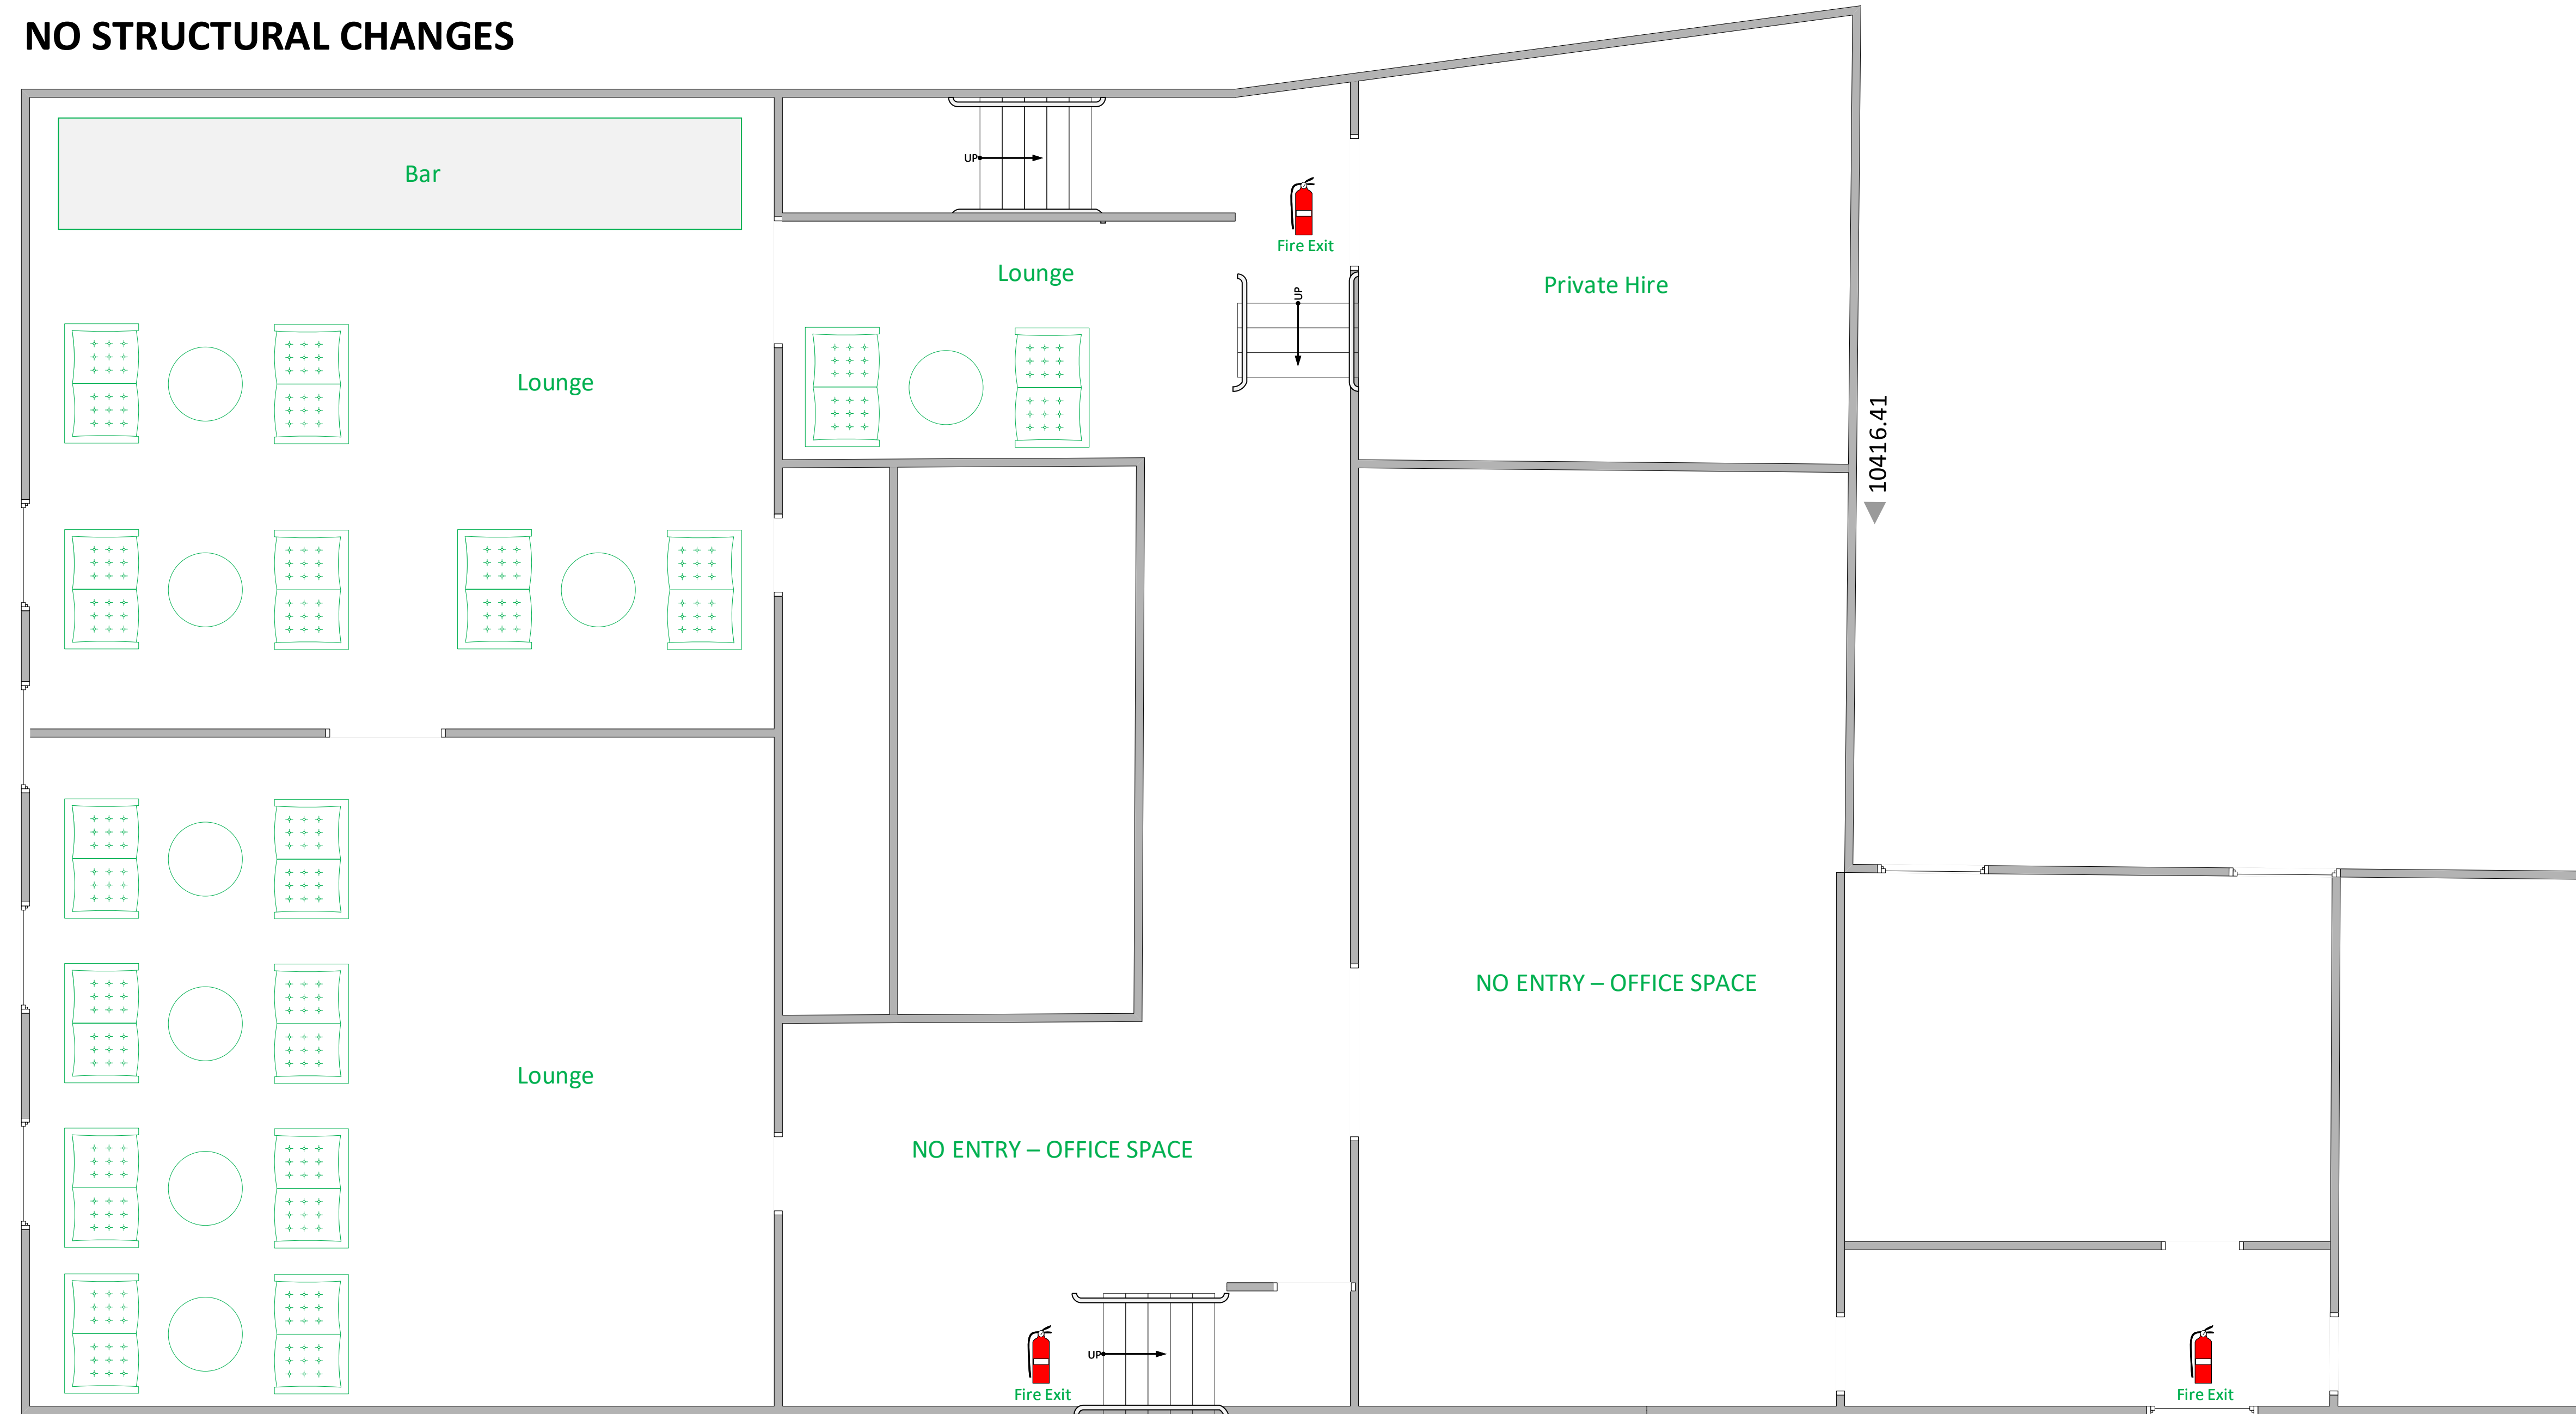 NO STRUCTURAL CHANGES
Bar
UP
Fire Exit
Lounge
Private Hire
UP
Lounge
10416.41
NO ENTRY – OFFICE SPACE
Lounge
NO ENTRY – OFFICE SPACE
UP
Fire Exit
Fire Exit